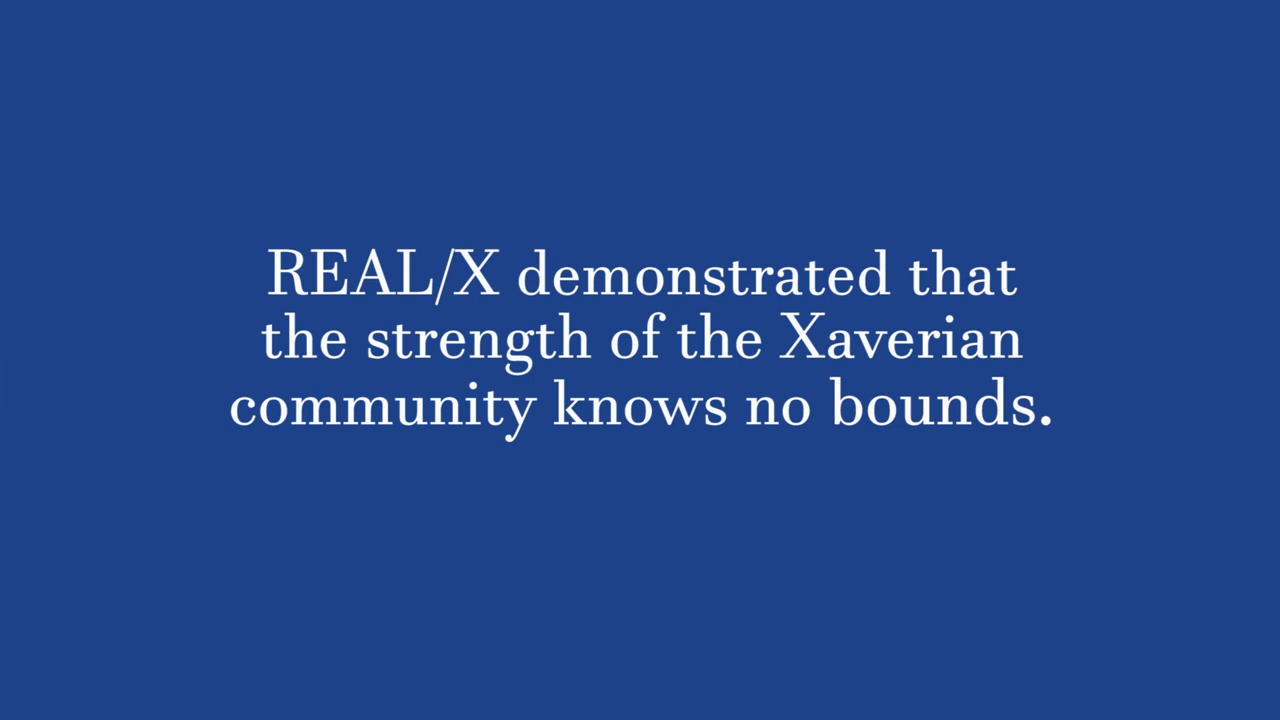 REAL/X demonstrated that
the strength of the Xaverian
community knows no bounds.